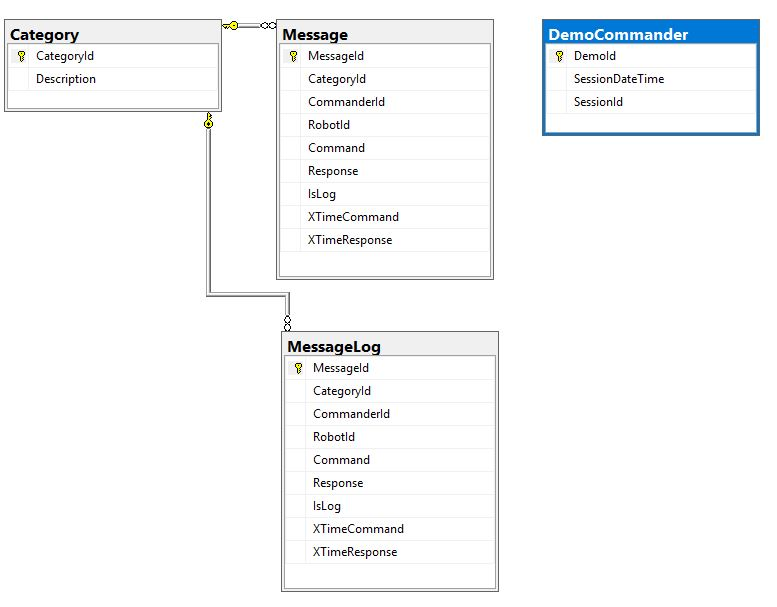 Category
CategoryId
Description
Message
MessageId
CategoryId
CommanderId
RobotId
Command
Response
IsLog
XTimeCommand
XTimeResponse
DemoCommander
DemoId
SessionDateTime
SessionId
MessageLog
MessageId
CategoryId
CommanderId
RobotId
Command
Response
IsLog
XTimeCommand
XTimeResponse